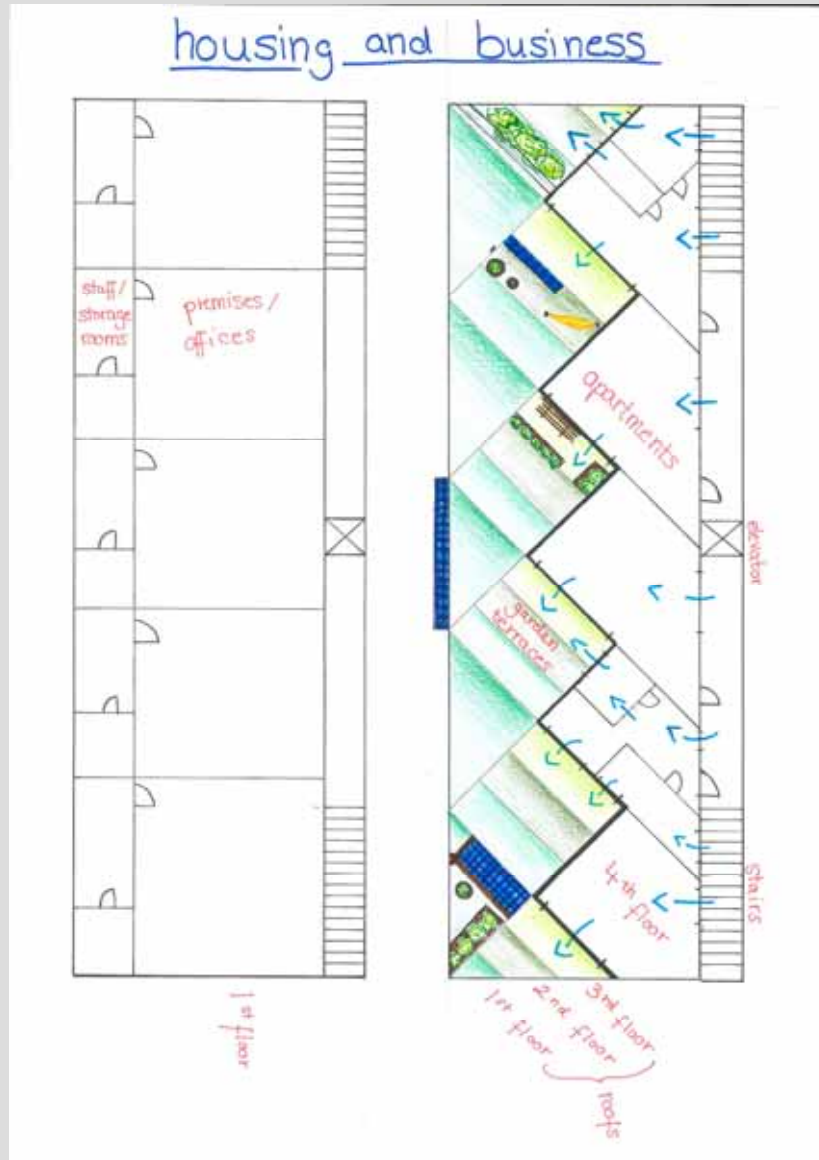 housing and business
staff/
storage
rooms
premises/
offices
1st floor
apartments
elevator
garden
terraces
4th floor
stairs
3rd floor
2nd floor
1st floor
roofs